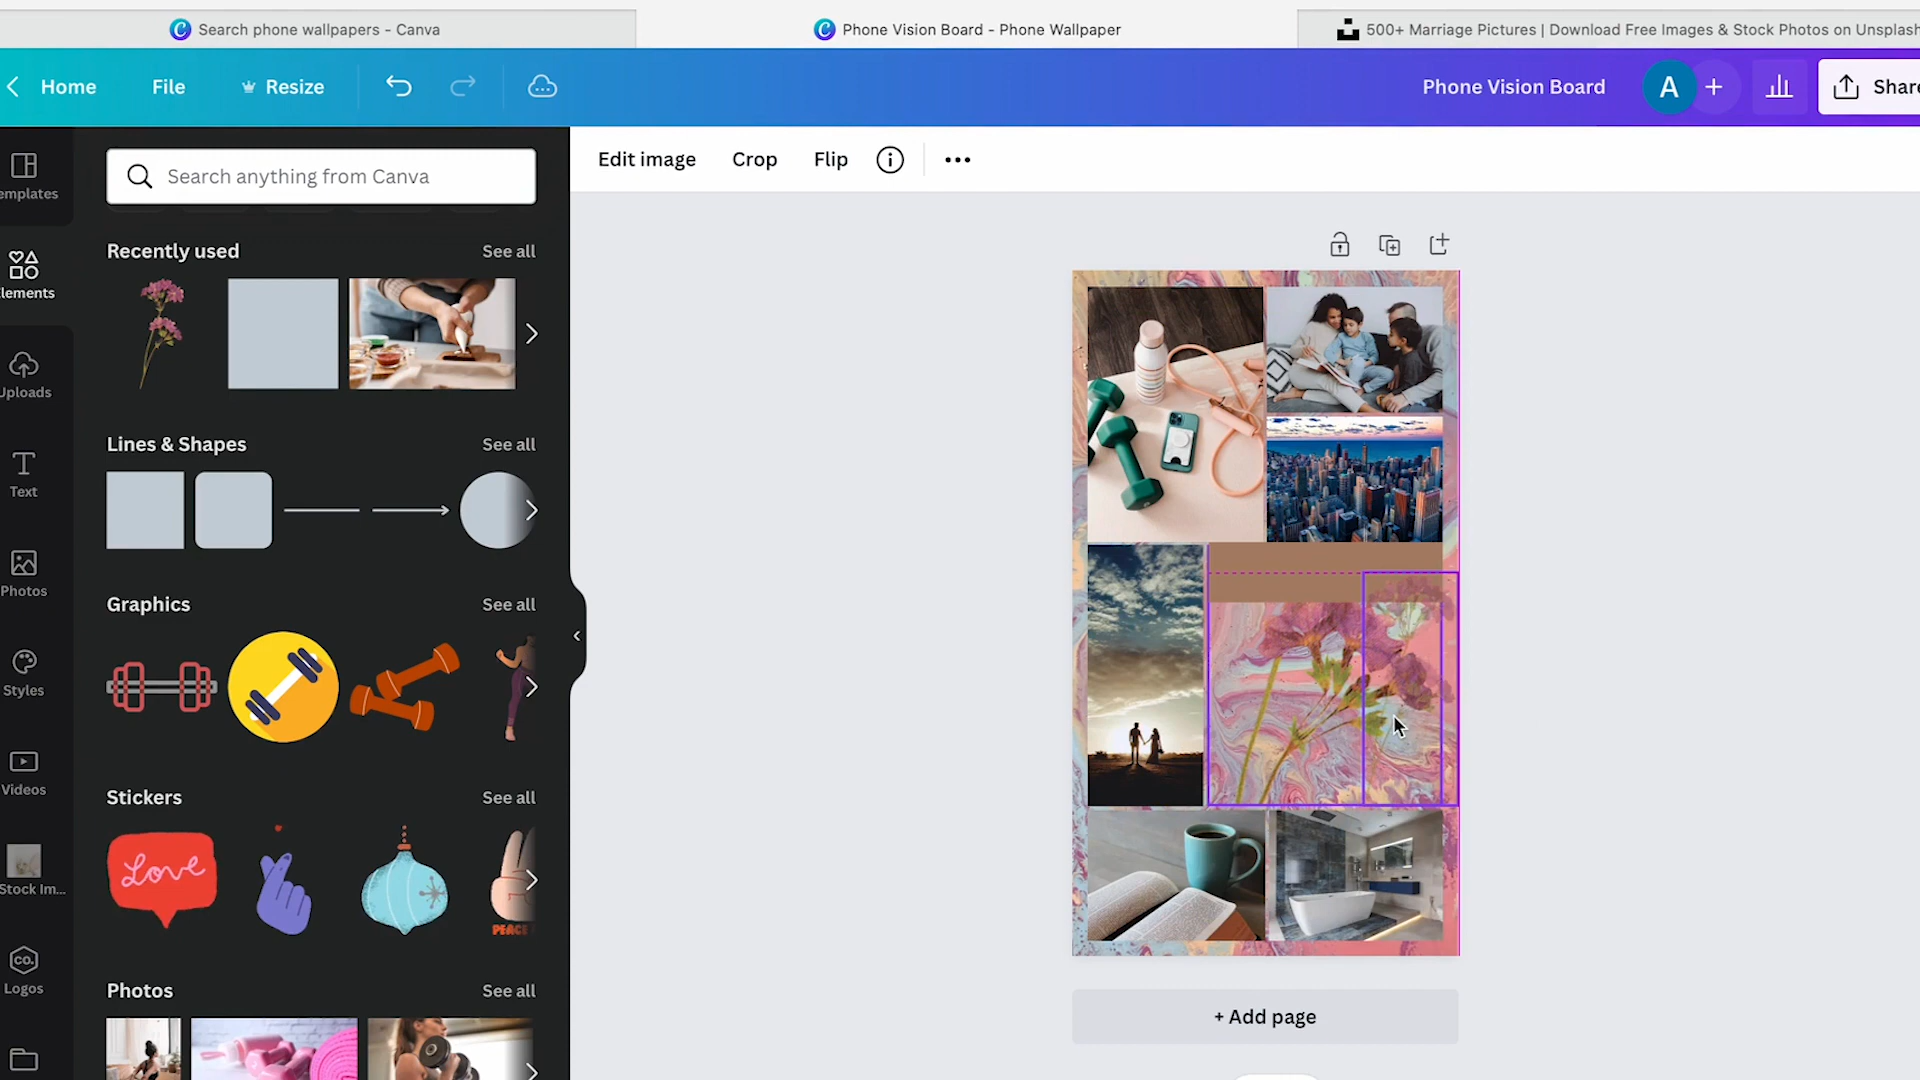 Search phone wallpapers - Canva
Phone Vision Board - Phone Wallpaper
500+ Marriage Pictures | Download Free Images & Stock Photos on Unsplash
Home
File
Resize
Phone Vision Board
A
Share
emplates
Search anything from Canva
Edit image
Crop
Flip
Recently used
See all
Elements
Uploads
Lines & Shapes
See all
Text
Photos
Graphics
See all
Styles
Videos
Stickers
See all
Love
PEACE
Stock Im...
co.
Logos
Photos
See all
+ Add page